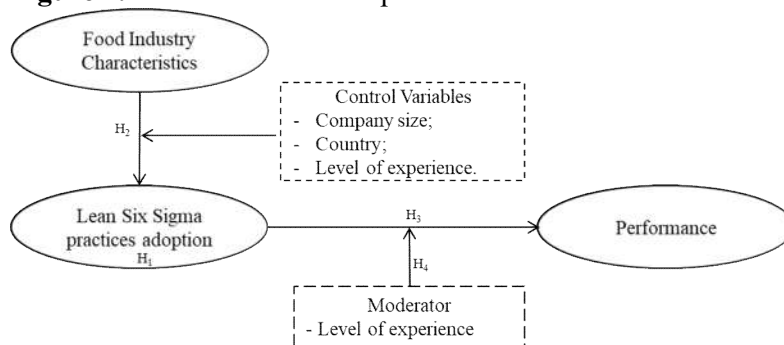 Food Industry
Characteristics
Control Variables
- Company size;
- Country;
- Level of experience.
H2
Lean Six Sigma
practices adoption
H1
H3
Performance
H4
Moderator
- Level of experience